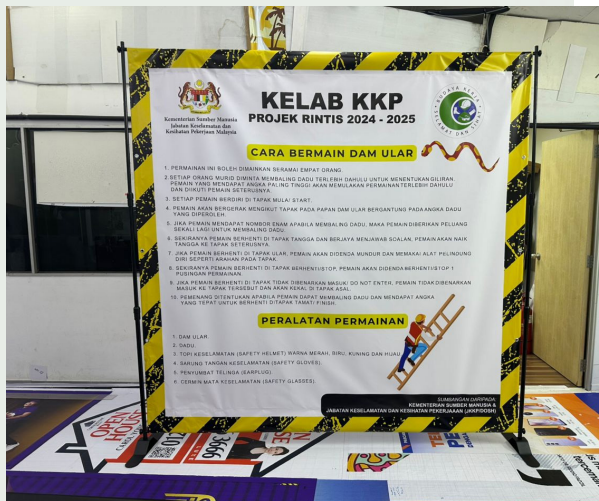 Kementerian Sumber Manusia
Jabatan Keselamatan dan
Kesihatan Pekerjaan Malaysia
KELAB KKP
PROJEK RINTIS 2024 - 2025
BUDAYA KERJA
SELAMAT DAN SIHAT
CARA BERMAIN DAM ULAR
1. PERMAINAN INI BOLEH DIMAINKAN SERAMAI EMPAT ORANG.
2. SETIAP ORANG MURID DIMINTA MEMBALING DADU TERLEBIH DAHULU UNTUK MENENTUKAN GILIRAN.
PEMAIN YANG MENDAPAT ANGKA PALING TINGGI AKAN MEMULAKAN PERMAINAN TERLEBIH DAHULU
DAN DIIKUTI PEMAIN SETERUSNYA.
3. SETIAP PEMAIN BERDIRI DI TAPAK MULA/ START.
4. PEMAIN AKAN BERGERAK MENGIKUT TAPAK PADA PAPAN DAM ULAR BERGANTUNG PADA ANGKA DADU
YANG DIPEROLEH.
5. JIKA PEMAIN MENDAPAT NOMBOR ENAM APABILA MEMBALING DADU, MAKA PEMAIN DIBERIKAN PELUANG
SEKALI LAGI UNTUK MEMBALING DADU.
6. SEKIRANYA PEMAIN BERHENTI DI TAPAK TANGGA DAN BERJAYA MENJAWAB SOALAN, PEMAIN AKAN NAIK
TANGGA KE TAPAK SETERUSNYA.
7. JIKA PEMAIN BERHENTI DI TAPAK ULAR, PEMAIN AKAN DIDENDA MUNDUR DAN MEMAKAI ALAT PELINDUNG
DIRI SEPERTI ARAHAN PADA TAPAK.
8. SEKIRANYA PEMAIN BERHENTI DI TAPAK BERHENTI/STOP, PEMAIN AKAN DIDENDA BERHENTI/STOP 1
PUSINGAN PERMAINAN.
9. JIKA PEMAIN BERHENTI DI TAPAK TIDAK DIBENARKAN MASUK/ DO NOT ENTER, PEMAIN TIDAK DIBENARKAN
MASUK KE TAPAK TERSEBUT DAN AKAN KEKAL DI TAPAK ASAL.
10. PEMENANG DITENTUKAN APABILA PEMAIN DAPAT MEMBALING DADU DAN MENDAPAT ANGKA
YANG TEPAT UNTUK BERHENTI DI TAPAK TAMAT/ FINISH.
PERALATAN PERMAINAN
1. DAM ULAR.
2. DADU.
3. TOPI KESELAMATAN (SAFETY HELMET) WARNA MERAH, BIRU, KUNING DAN HIJAU.
4. SARUNG TANGAN KESELAMATAN (SAFETY GLOVES).
5. PENYUMBAT TELINGA (EARPLUG)
6. CERMIN MATA KESELAMATAN (SAFETY GLASSES)
SUMBANGAN DARIPADA:
KEMENTERIAN SUMBER MANUSIA &
JABATAN KESELAMATAN DAN KESIHATAN PEKERJAAAN (JKKP/DOSH)
OPEN
HOUSE